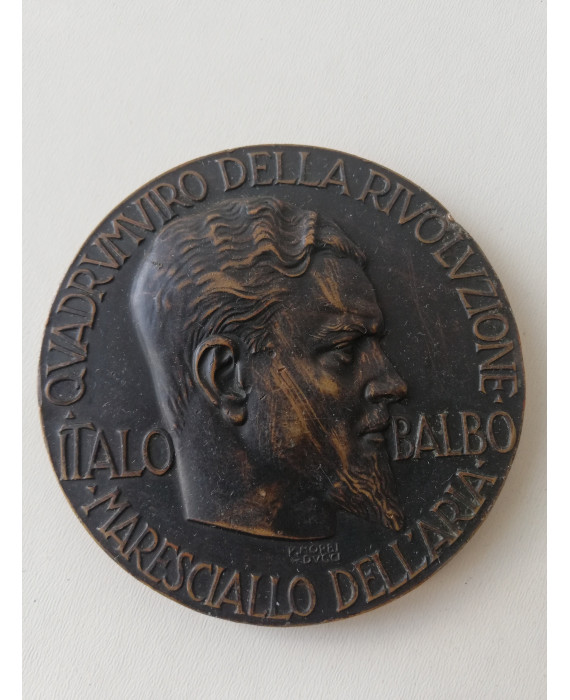 · QVADRVMVIRO DELLA RIVOLVZIONE ·
ITALO BALBO
· MARESCIALLO DELL'ARIA ·